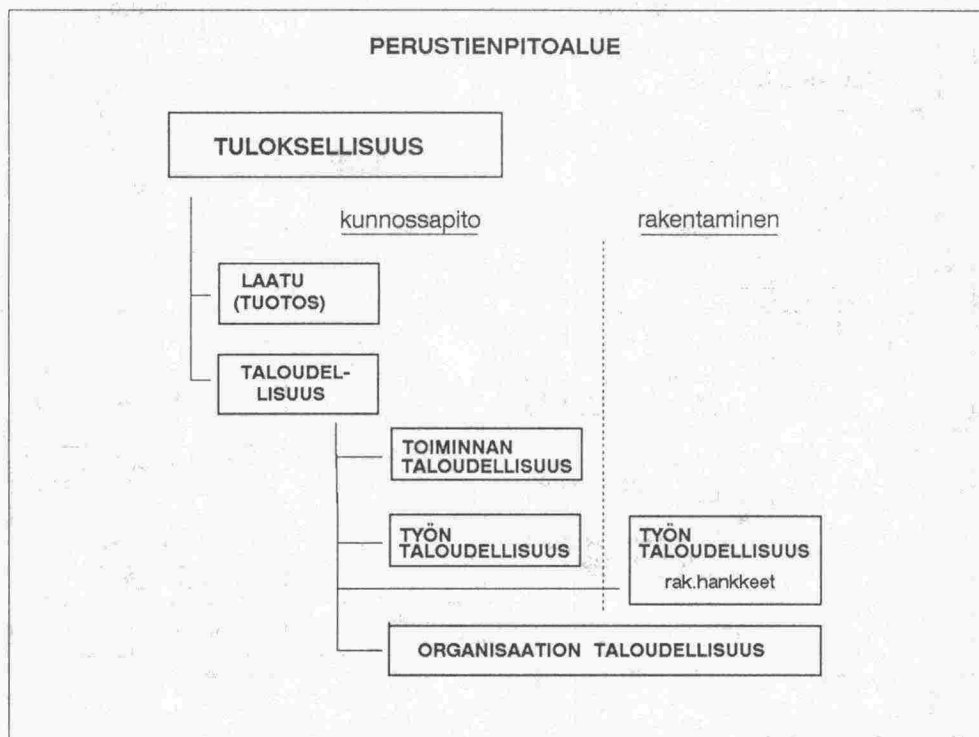 PERUSTIENPITOALUE
TULOKSELLISUUS
kunnossapito
rakentaminen
LAATU
(TUOTOS)
TALOUDEL-
LISUUS
TOIMINNAN
TALOUDELLISUUS
TYÖN
TALOUDELLISUUS
TYÖN
TALOUDELLISUUS
rak.hankkeet
ORGANISAATION TALOUDELLISUUS